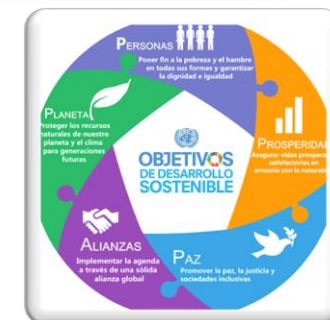 PERSONAS
Poner fin a la pobreza y el hambre
en todas sus formas y garantizar
la dignidad e igualdad
PLANETA
Proteger los recursos
naturales de nuestro
planeta y el clima
para generaciones
futuras
OBJETIVOS
DE DESARROLLO
SOSTENIBLE
PROSPERIDA
Asegurar vidas prósperas
satisfactorias en
armonía con la naturale
ALIANZAS
Implementar la agenda
a través de una sólida
alianza global
PAZ
Promover la paz, la justicia y
sociedades inclusivas